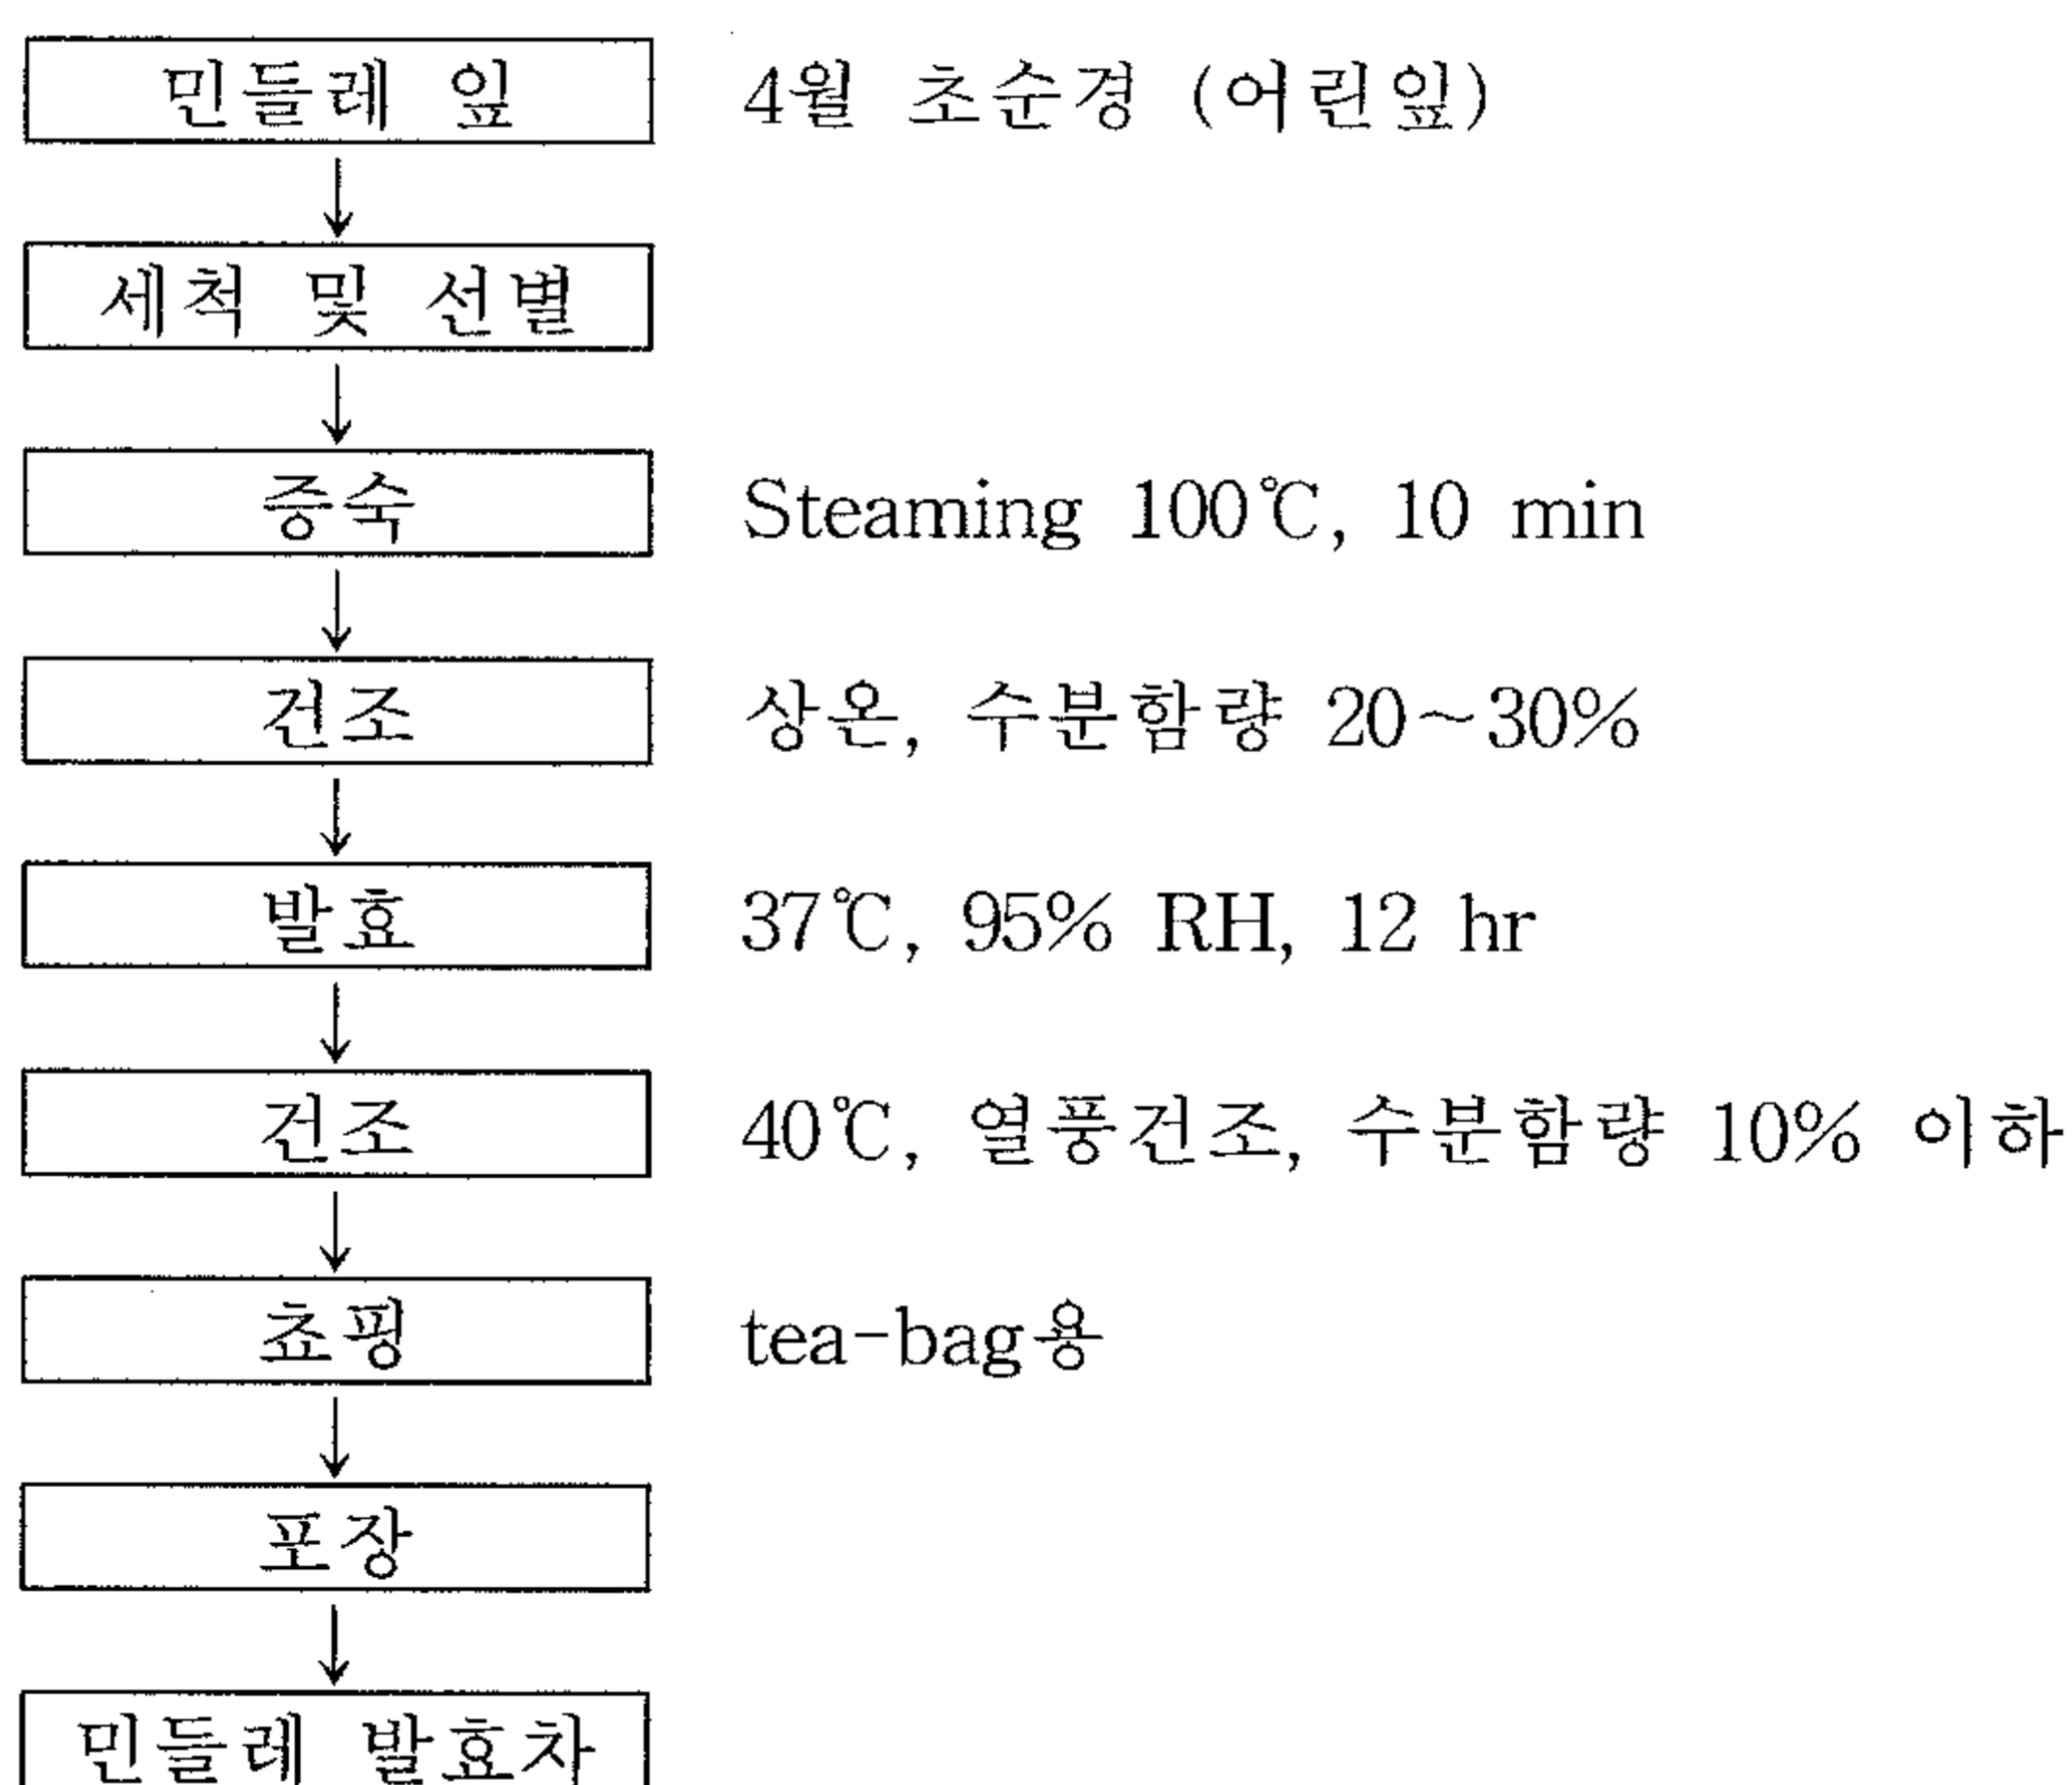 민들레 잎 4월 초순경 (어린잎)
세척 및 선별
증숙 Steaming 100℃, 10 min
건조 상온, 수분함량 20~30%
발효 37℃, 95% RH, 12 hr
건조 40℃, 열풍건조, 수분함량 10% 이하
쵸핑 tea-bag용
포장
민들레 발효차